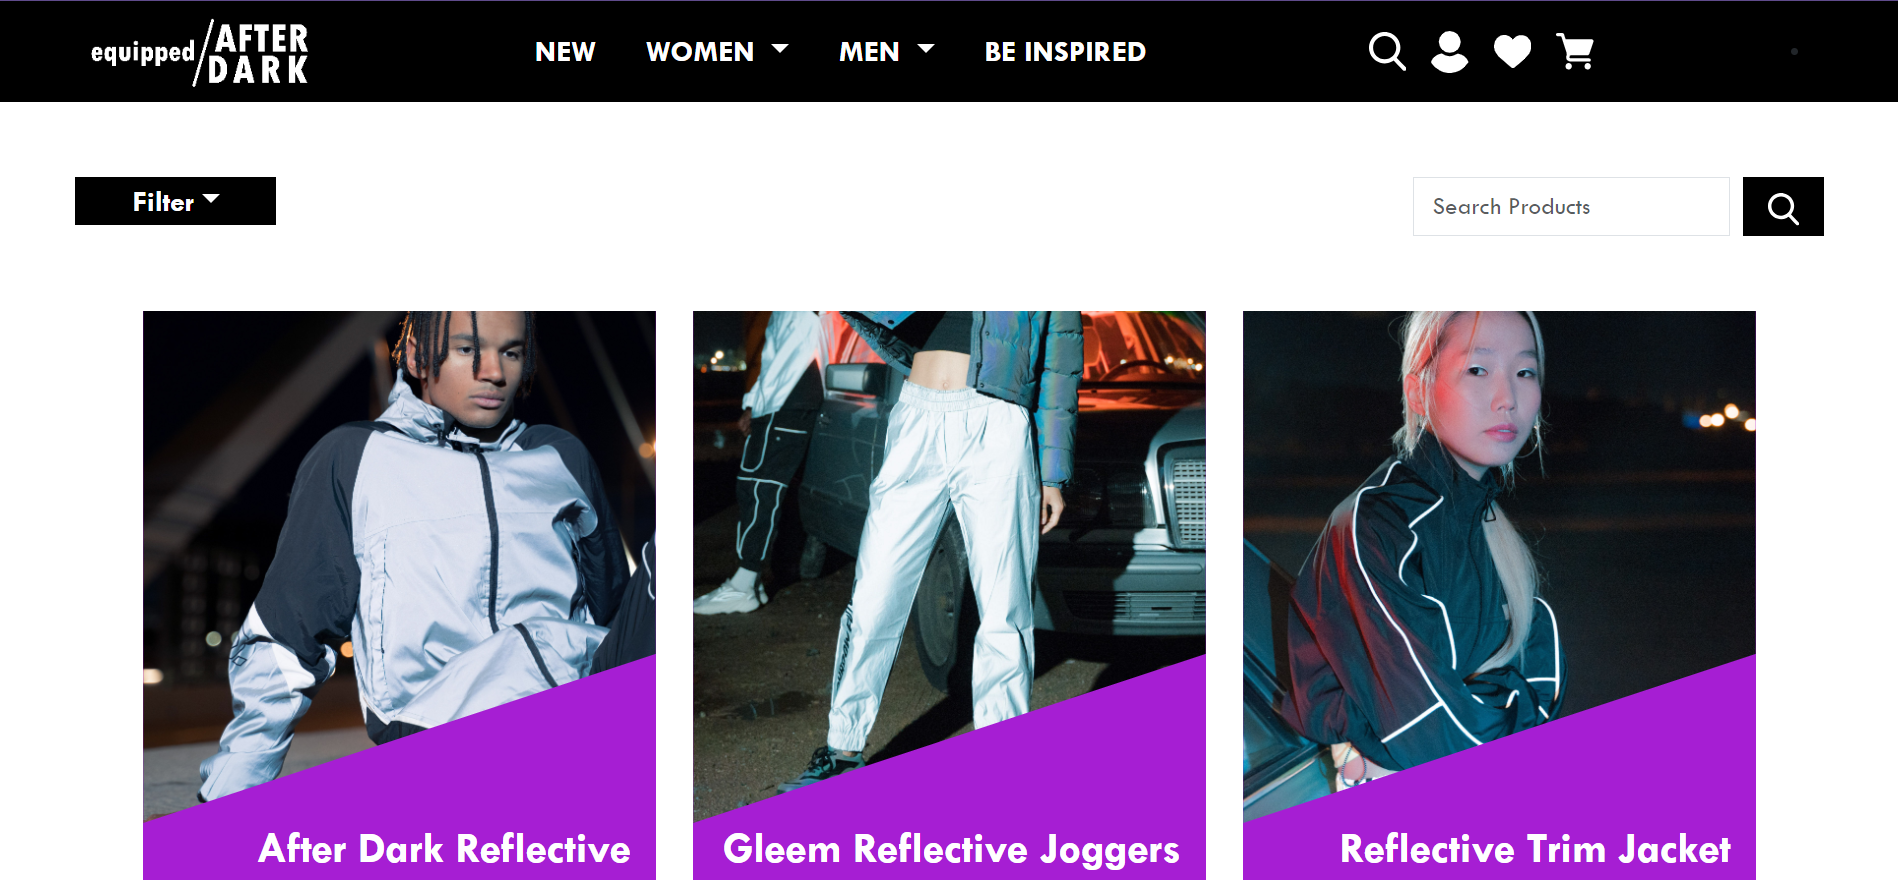 equipped/AFTER
DARK
NEW WOMEN MEN BE INSPIRED
Filter
Search Products
After Dark Reflective
Gleem Reflective Joggers
Reflective Trim Jacket